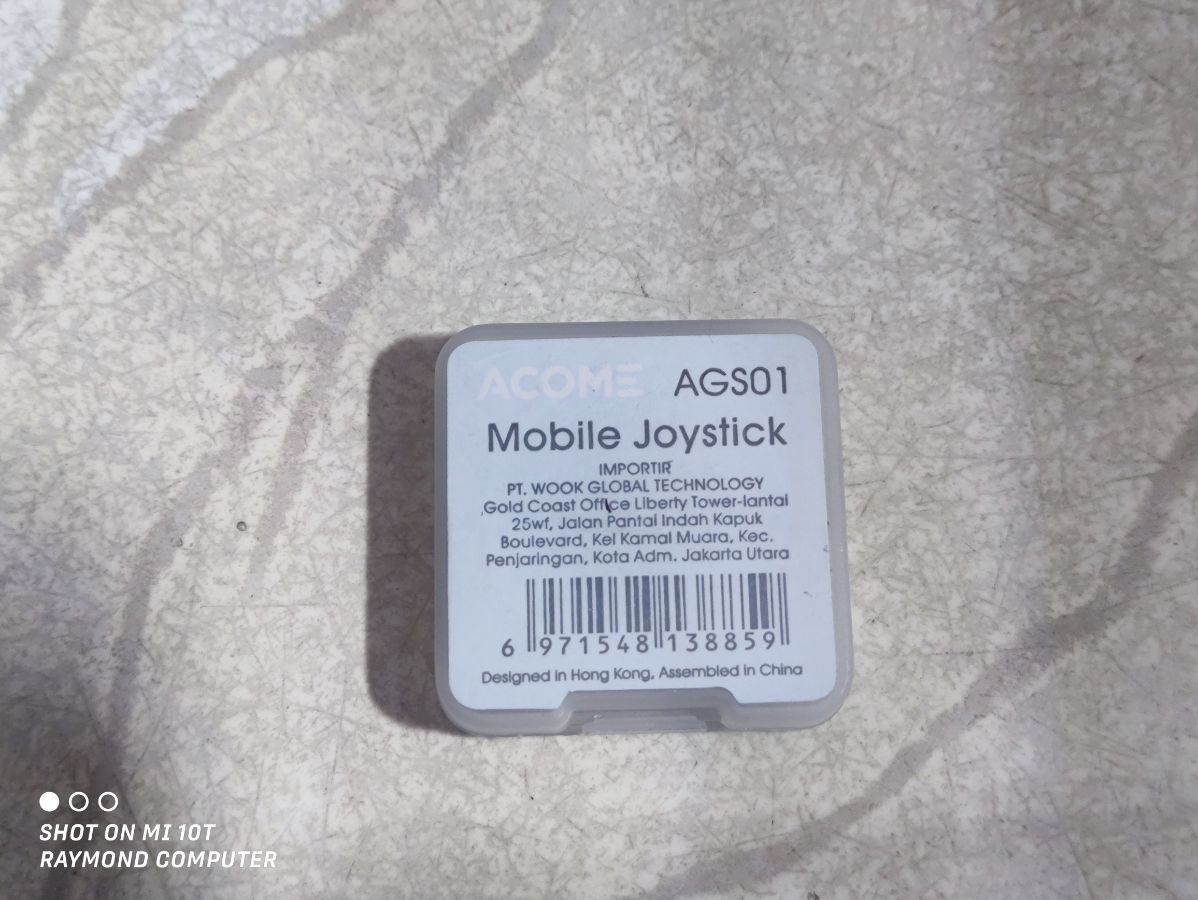 ACOME AGS01
Mobile Joystick
IMPORTIR
PT. WOOK GLOBAL TECHNOLOGY
Gold Coast Office Liberty Tower-lantai
25wf, Jalan Pantai Indah Kapuk
Boulevard, Kel Kamal Muara, Kec.
Penjaringan, Kota Adm. Jakarta Utara
6 971548 138859
Designed in Hong Kong, Assembled in China
SHOT ON MI 10T
RAYMOND COMPUTER